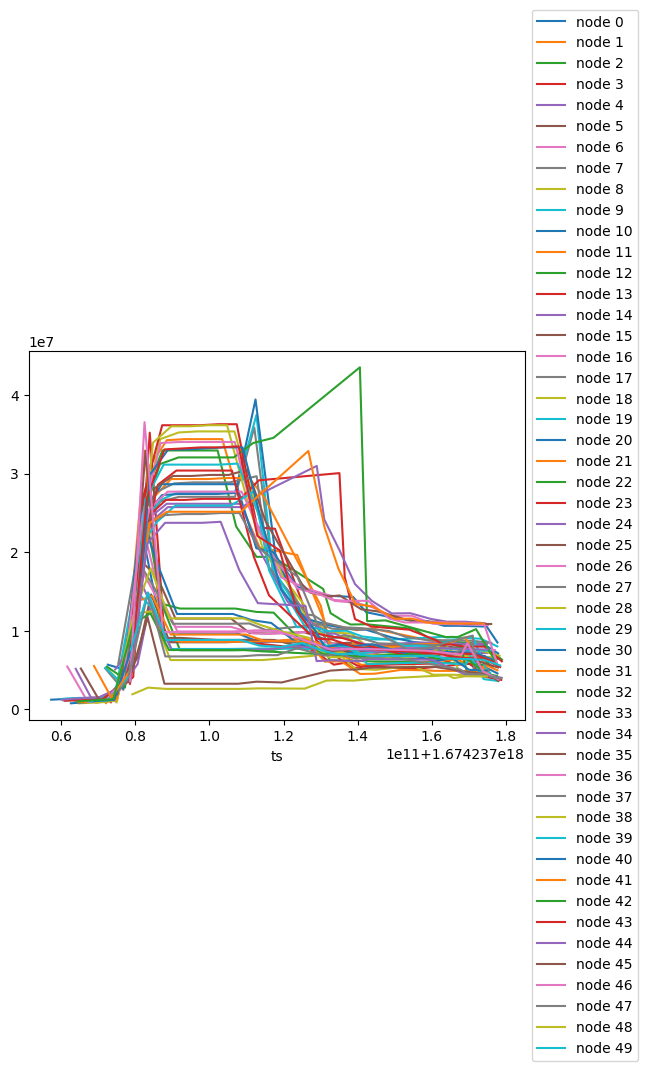 1e7
4
3
2
1
0
0.6
0.8
1.0
1.2
1.4
1.6
1.8
1e11+1.674237e18
ts
node 0
node 1
node 2
node 3
node 4
node 5
node 6
node 7
node 8
node 9
node 10
node 11
node 12
node 13
node 14
node 15
node 16
node 17
node 18
node 19
node 20
node 21
node 22
node 23
node 24
node 25
node 26
node 27
node 28
node 29
node 30
node 31
node 32
node 33
node 34
node 35
node 36
node 37
node 38
node 39
node 40
node 41
node 42
node 43
node 44
node 45
node 46
node 47
node 48
node 49